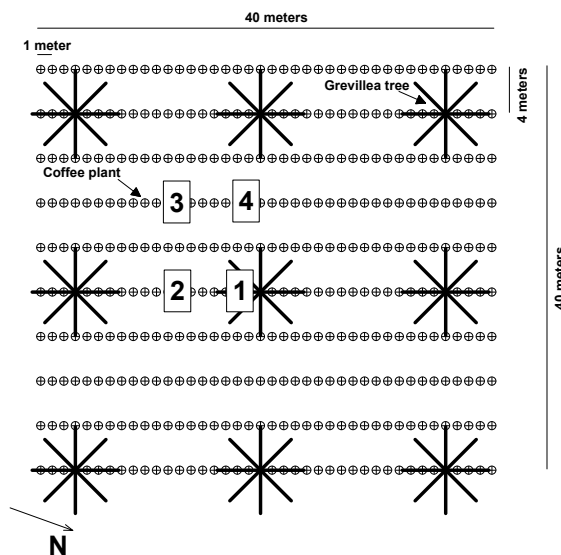 40 meters
1 meter
Grevillea tree
4 meters
Coffee plant
3
4
40 meters
2
1
N